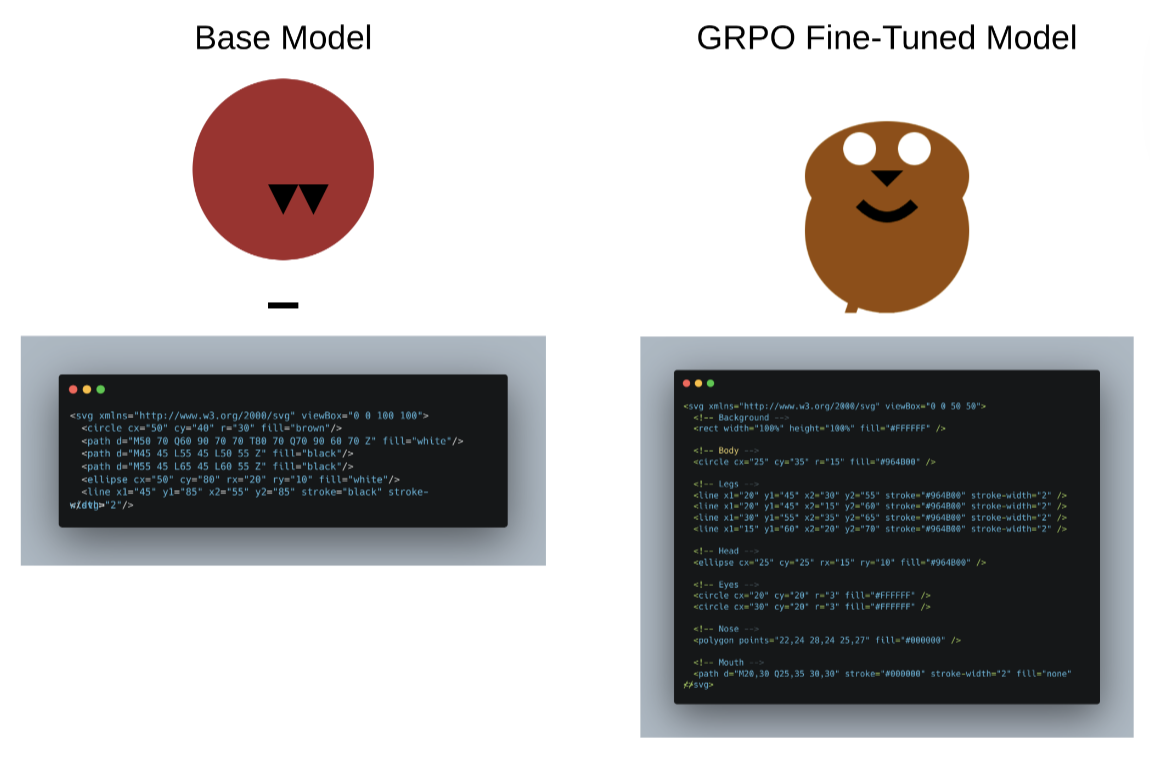 Base Model
<svg xmlns="http://www.w3.org/2000/svg" viewBox="0 0 100 100">
<circle cx="50" cy="40" r="30" fill="brown"/>
<path d="M50 70 Q60 90 70 70 T80 70 Q70 90 60 70 Z" fill="white"/>
<path d="M45 45 L55 45 L50 55 Z" fill="black"/>
<path d="M55 45 L65 45 L60 55 Z" fill="black"/>
<ellipse cx="50" cy="80" rx="20" ry="10" fill="white"/>
<line x1="45" y1="85" x2="55" y2="85" stroke="black" stroke-
width="2"/>
</svg>
GRPO Fine-Tuned Model
<svg xmlns="http://www.w3.org/2000/svg" viewBox="0 0 50 50">
<!-- Background -->
<rect width="100%" height="100%" fill="#FFFFFF" />
<!-- Body -->
<circle cx="25" cy="35" r="15" fill="#964B00" />
<!-- Legs -->
<line x1="20" y1="45" x2="30" y2="55" stroke="#964B00" stroke-width="2" />
<line x1="20" y1="45" x2="15" y2="60" stroke="#964B00" stroke-width="2" />
<line x1="30" y1="55" x2="35" y2="65" stroke="#964B00" stroke-width="2" />
<line x1="15" y1="60" x2="20" y2="70" stroke="#964B00" stroke-width="2" />
<!-- Head -->
<ellipse cx="25" cy="25" rx="15" ry="10" fill="#964B00" />
<!-- Eyes -->
<circle cx="20" cy="20" r="3" fill="#FFFFFF" />
<circle cx="30" cy="20" r="3" fill="#FFFFFF" />
<!-- Nose -->
<polygon points="22,24 28,24 25,27" fill="#000000" />
<!-- Mouth -->
<path d="M20,30 Q25,35 30,30" stroke="#000000" stroke-width="2" fill="none"
/>
</svg>